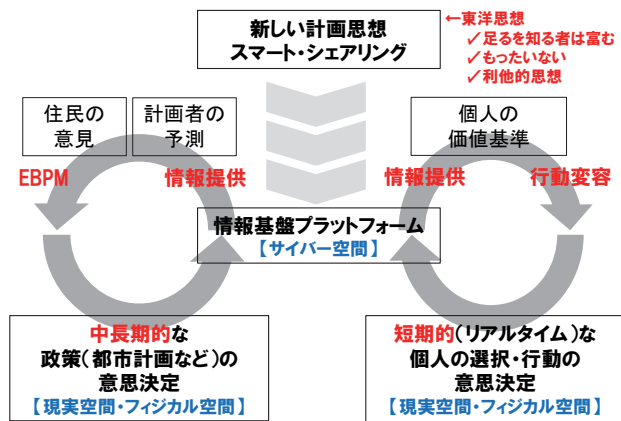 新しい計画思想
スマート・シェアリング
←東洋思想
✓足るを知る者は富む
✓もったいない
✓利他的思想
住民の
意見
計画者の
予測
個人の
価値基準
EBPM
情報提供
情報提供
行動変容
情報基盤プラットフォーム
【サイバー空間】
中長期的な
政策(都市計画など)の
意思決定
【現実空間・フィジカル空間】
短期的(リアルタイム)な
個人の選択・行動の
意思決定
【現実空間・フィジカル空間】